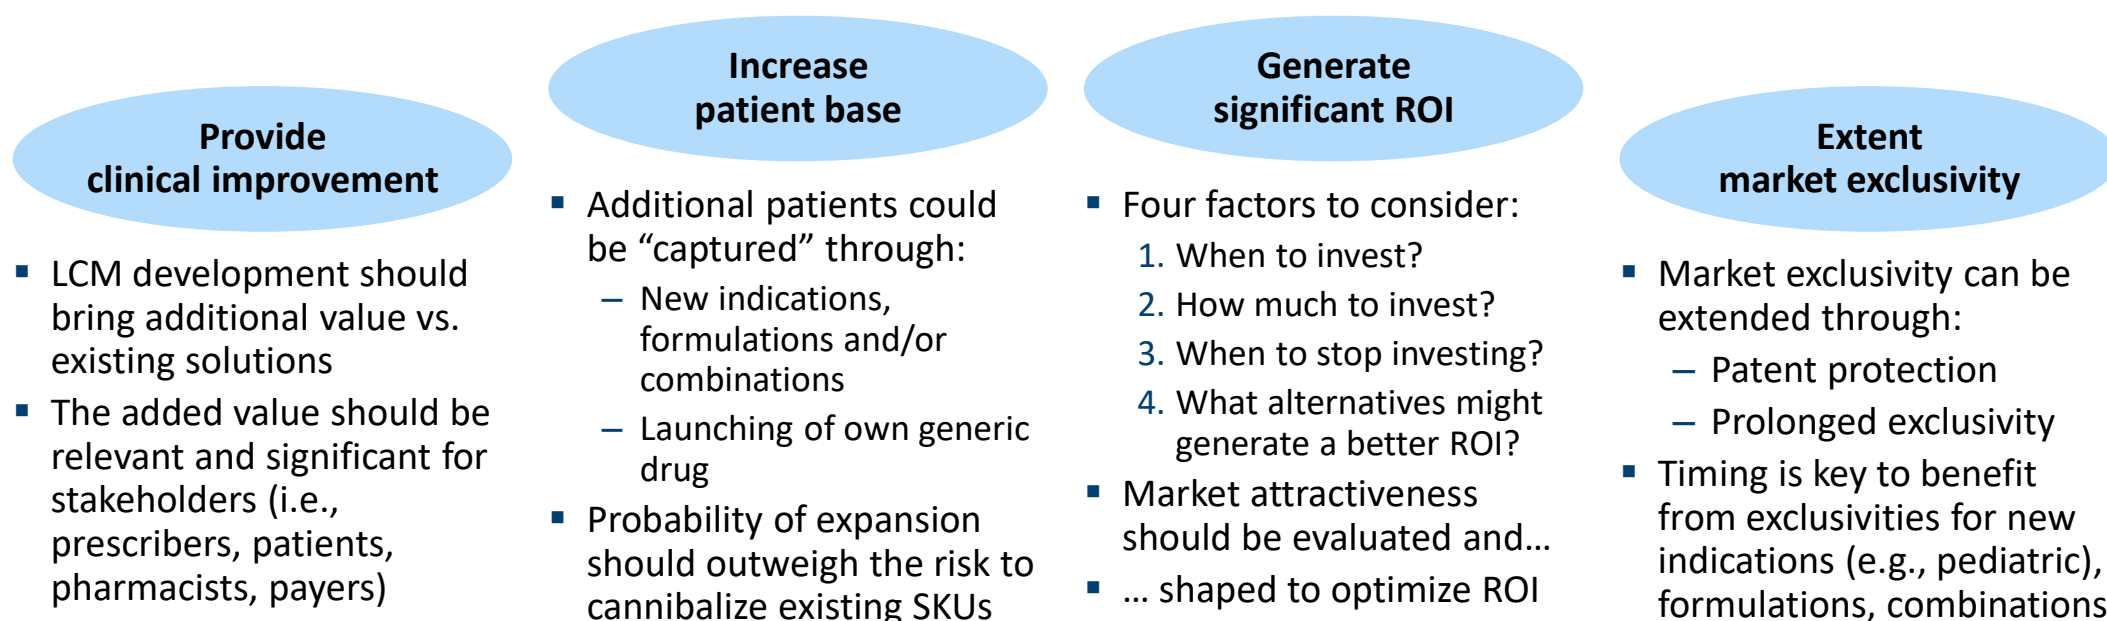 Provide
clinical improvement
▪ LCM development should
bring additional value vs.
existing solutions
▪ The added value should be
relevant and significant for
stakeholders (i.e.,
prescribers, patients,
pharmacists, payers)
Increase
patient base
▪ Additional patients could
be “captured” through:
– New indications,
formulations and/or
combinations
– Launching of own generic
drug
▪ Probability of expansion
should outweigh the risk to
cannibalize existing SKUs
Generate
significant ROI
▪ Four factors to consider:
1. When to invest?
2. How much to invest?
3. When to stop investing?
4. What alternatives might
generate a better ROI?
▪ Market attractiveness
should be evaluated and…
▪ … shaped to optimize ROI
Extent
market exclusivity
▪ Market exclusivity can be
extended through:
– Patent protection
– Prolonged exclusivity
▪ Timing is key to benefit
from exclusivities for new
indications (e.g., pediatric),
formulations, combinations